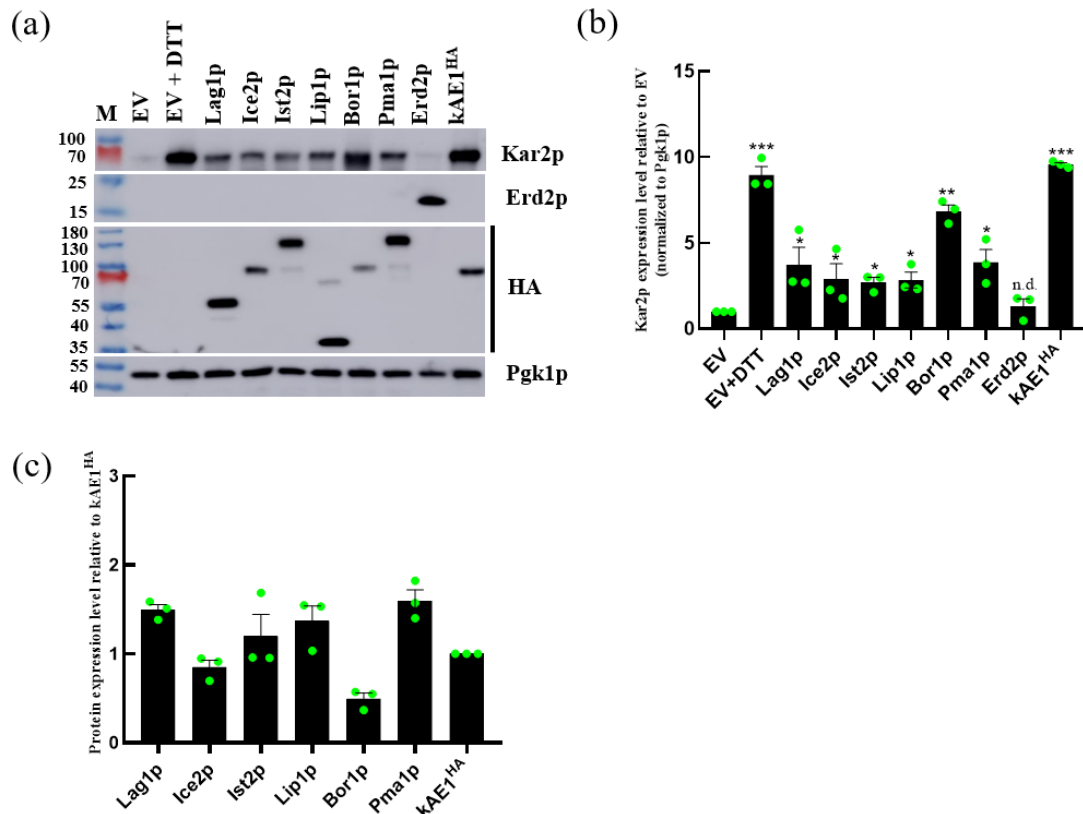 (a)
M EV EV + DTT Lag1p Ice2p Ist2p Lip1p Bor1p Pma1p Erd2p kAE1HA
100
70
Kar2p
25
15
Erd2p
180
130
100
70
55
40
35
HA
55
40
Pgk1p
(b)
Kar2p expression level relative to EV
(normalized to Pgk1p)
15
10
5
0
*** * * * * ** * n.d. ***
EV EV+DTT Lag1p Ice2p Ist2p Lip1p Bor1p Pma1p Erd2p kAE1HA
(c)
Protein expression level relative to kAE1HA
3
2
1
0
Lag1p Ice2p Ist2p Lip1p Bor1p Pma1p kAE1HA